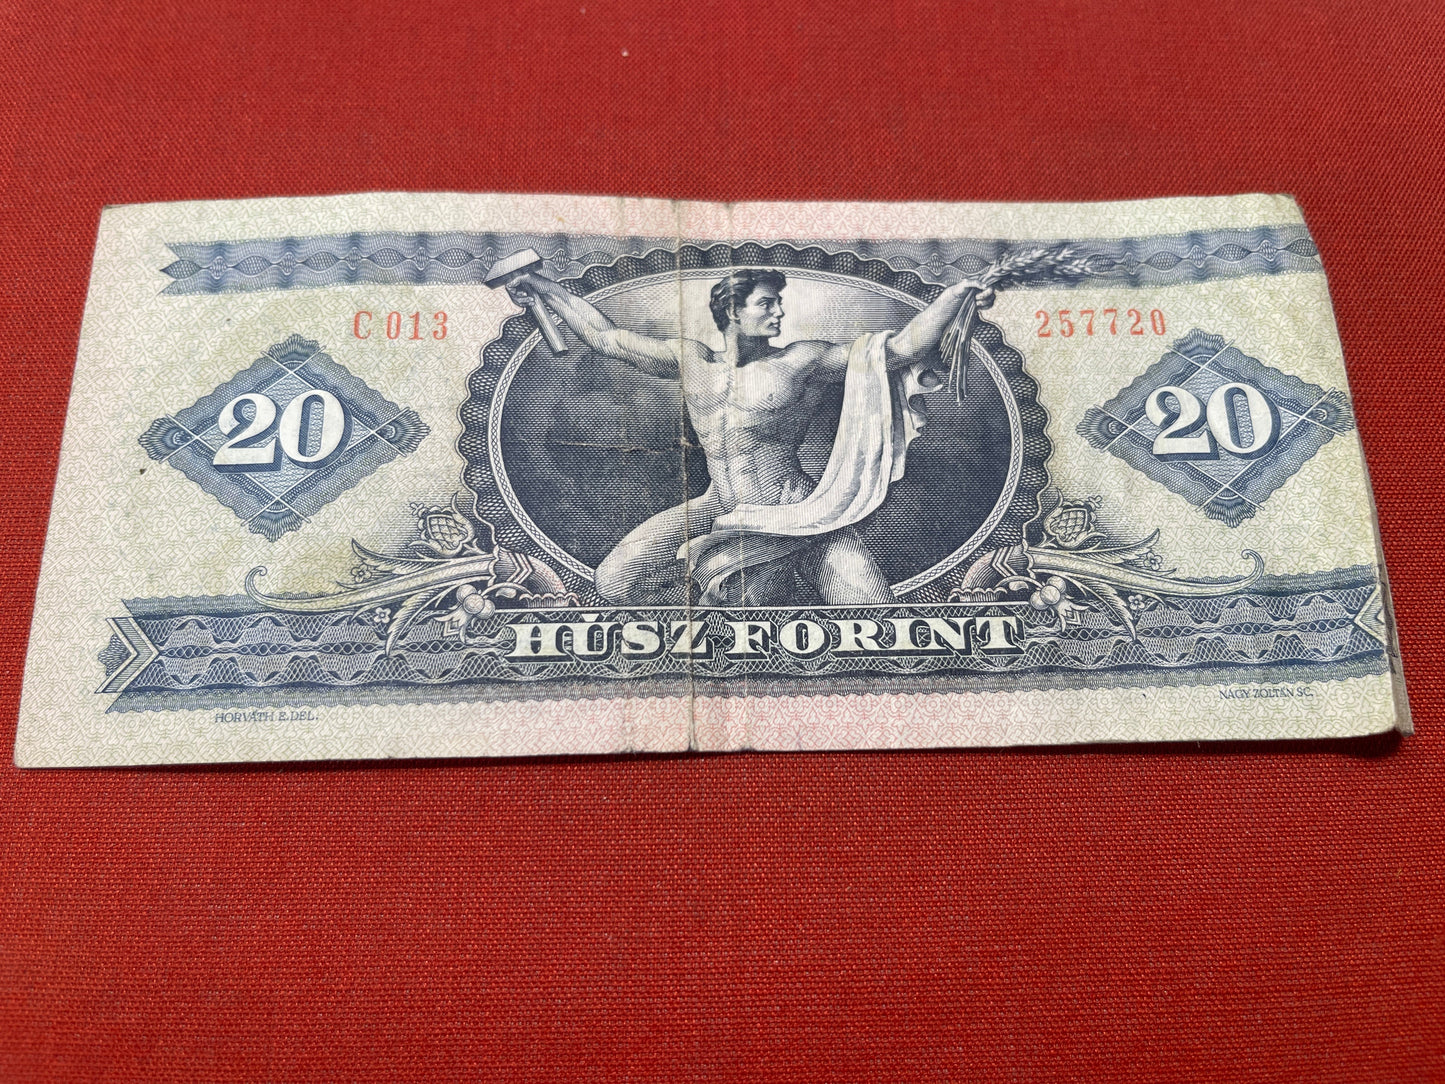 C 013 257720
20 20
HÚSZ FORINT
HORVÁTH E. DEL. NAGY ZOLTÁN SC.